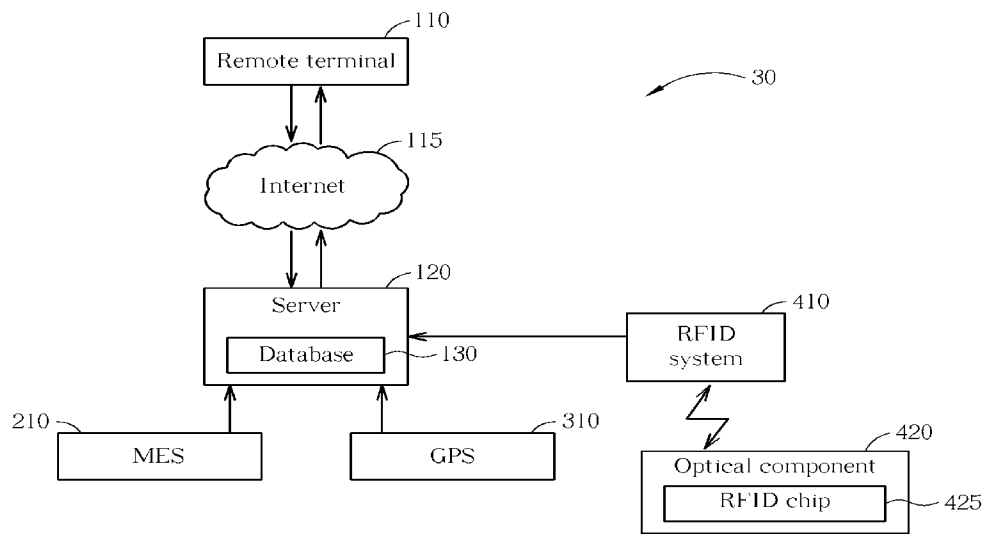 110
Remote terminal
30
115
Internet
120
Server
410
RFID
system
Database
130
210
310
MES
GPS
420
Optical component
RFID chip
425